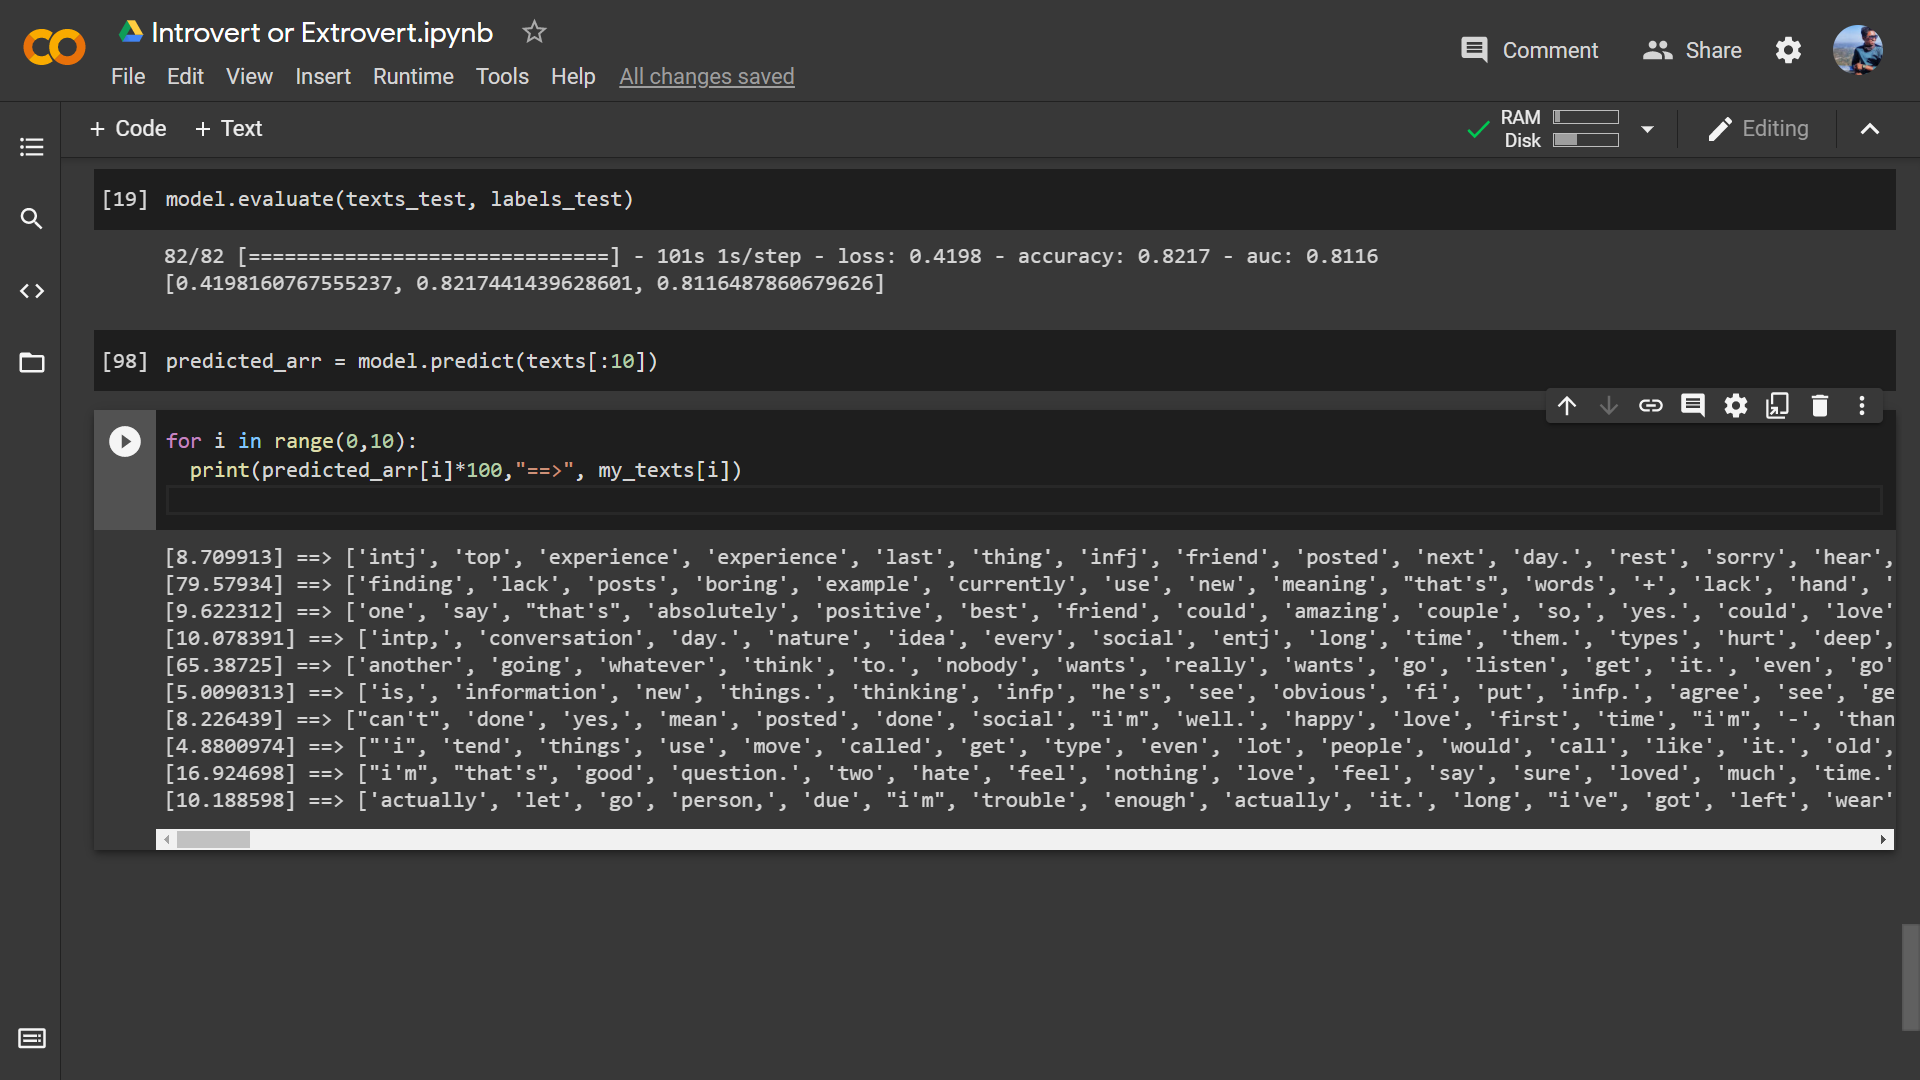 Introvert or Extrovert.ipynb
Comment
Share
File Edit View Insert Runtime Tools Help All changes saved
+ Code + Text
RAM
Disk
Editing
[19] model.evaluate(texts_test, labels_test)
82/82 [==============================] - 101s 1s/step - loss: 0.4198 - accuracy: 0.8217 - auc: 0.8116
[0.4198160767555237, 0.8217441439628601, 0.8116487860679626]
[98] predicted_arr = model.predict(texts[:10])
for i in range(0,10):
  print(predicted_arr[i]*100,"==>", my_texts[i])
[8.709913] ==> ['intj', 'top', 'experience', 'experience', 'last', 'thing', 'infj', 'friend', 'posted', 'next', 'day.', 'rest', 'sorry', 'hear',
[79.57934] ==> ['finding', 'lack', 'posts', 'boring', 'example', 'currently', 'use', 'new', 'meaning', "that's", 'words', '+', 'lack', 'hand', '
[9.622312] ==> ['one', 'say', "that's", 'absolutely', 'positive', 'best', 'friend', 'could', 'amazing', 'couple', 'so,', 'yes.', 'could', 'love'
[10.078391] ==> ['intp,', 'conversation', 'day.', 'nature', 'idea', 'every', 'social', 'entj', 'long', 'time', 'them.', 'types', 'hurt', 'deep',
[65.38725] ==> ['another', 'going', 'whatever', 'think', 'to.', 'nobody', 'wants', 'really', 'wants', 'go', 'listen', 'get', 'it.', 'even', 'go'
[5.0090313] ==> ['is,', 'information', 'new', 'things.', 'thinking', 'infp', "he's", 'see', 'obvious', 'fi', 'put', 'infp.', 'agree', 'see', 'ge
[8.226439] ==> ["can't", 'done', 'yes,', 'mean', 'posted', 'done', 'social', "i'm", 'well.', 'happy', 'love', 'first', 'time', "i'm", '-', 'than
[4.8800974] ==> ["'i", 'tend', 'things', 'use', 'move', 'called', 'get', 'type', 'even', 'lot', 'people', 'would', 'call', 'like', 'it.', 'old',
[16.924698] ==> ["i'm", "that's", 'good', 'question.', 'two', 'hate', 'feel', 'nothing', 'love', 'feel', 'say', 'sure', 'loved', 'much', 'time.'
[10.188598] ==> ['actually', 'let', 'go', 'person,', 'due', "i'm", 'trouble', 'enough', 'actually', 'it.', 'long', "i've", 'got', 'left', 'wear'